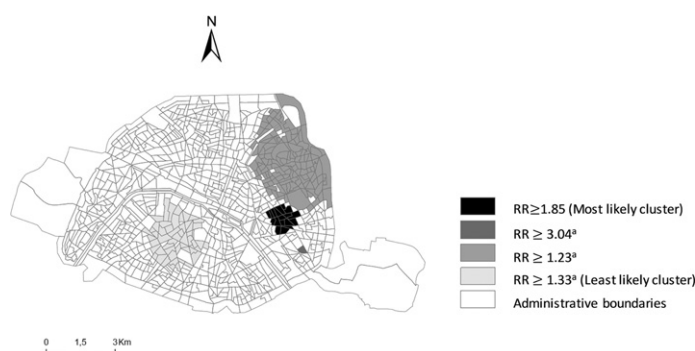 N
RR≥1.85 (Most likely cluster)
RR ≥ 3.04ª
RR ≥ 1.23ª
RR ≥ 1.33ª (Least likely cluster)
Administrative boundaries
0 1,5 3Km